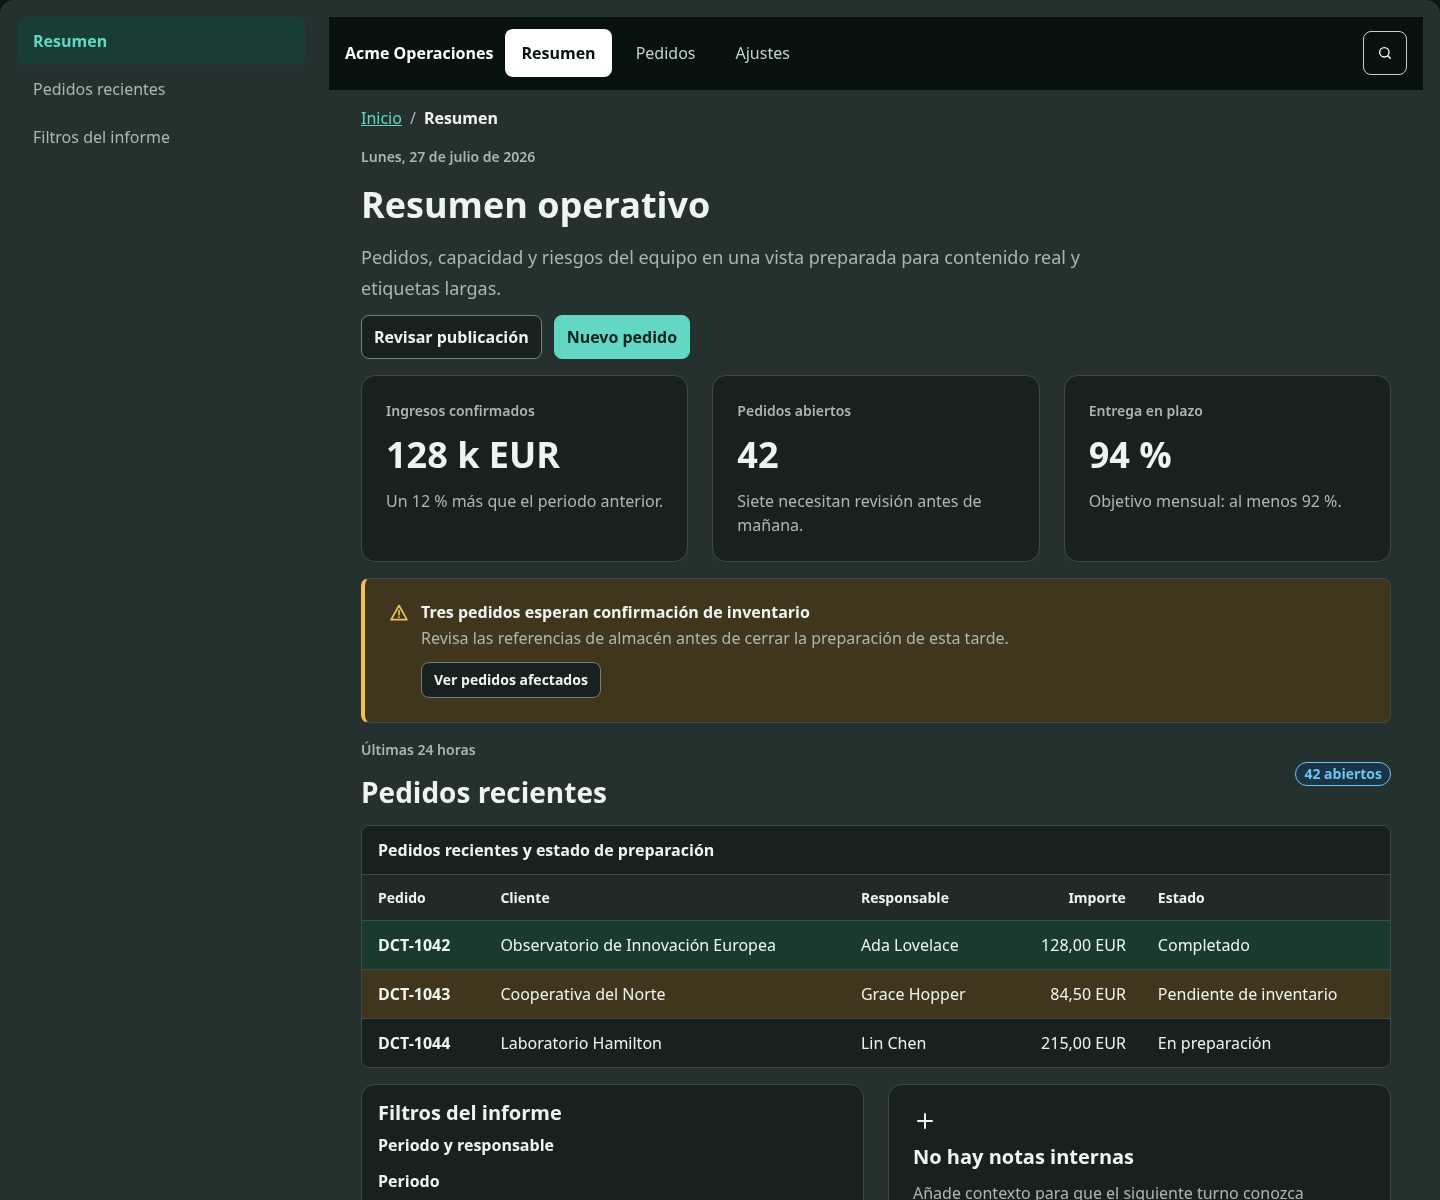 Resumen
Pedidos recientes
Filtros del informe
Acme Operaciones
Resumen
Pedidos
Ajustes
Inicio / Resumen
Lunes, 27 de julio de 2026
Resumen operativo
Pedidos, capacidad y riesgos del equipo en una vista preparada para contenido real y
etiquetas largas.
Revisar publicación
Nuevo pedido
Ingresos confirmados
128 k EUR
Un 12 % más que el periodo anterior.
Pedidos abiertos
42
Siete necesitan revisión antes de
mañana.
Entrega en plazo
94 %
Objetivo mensual: al menos 92 %.
Tres pedidos esperan confirmación de inventario
Revisa las referencias de almacén antes de cerrar la preparación de esta tarde.
Ver pedidos afectados
Últimas 24 horas
Pedidos recientes
42 abiertos
Pedidos recientes y estado de preparación
Pedido Cliente Responsable Importe Estado
DCT-1042 Observatorio de Innovación Europea Ada Lovelace 128,00 EUR Completado
DCT-1043 Cooperativa del Norte Grace Hopper 84,50 EUR Pendiente de inventario
DCT-1044 Laboratorio Hamilton Lin Chen 215,00 EUR En preparación
Filtros del informe
Periodo y responsable
Periodo
No hay notas internas
Añade contexto para que el siguiente turno conozca